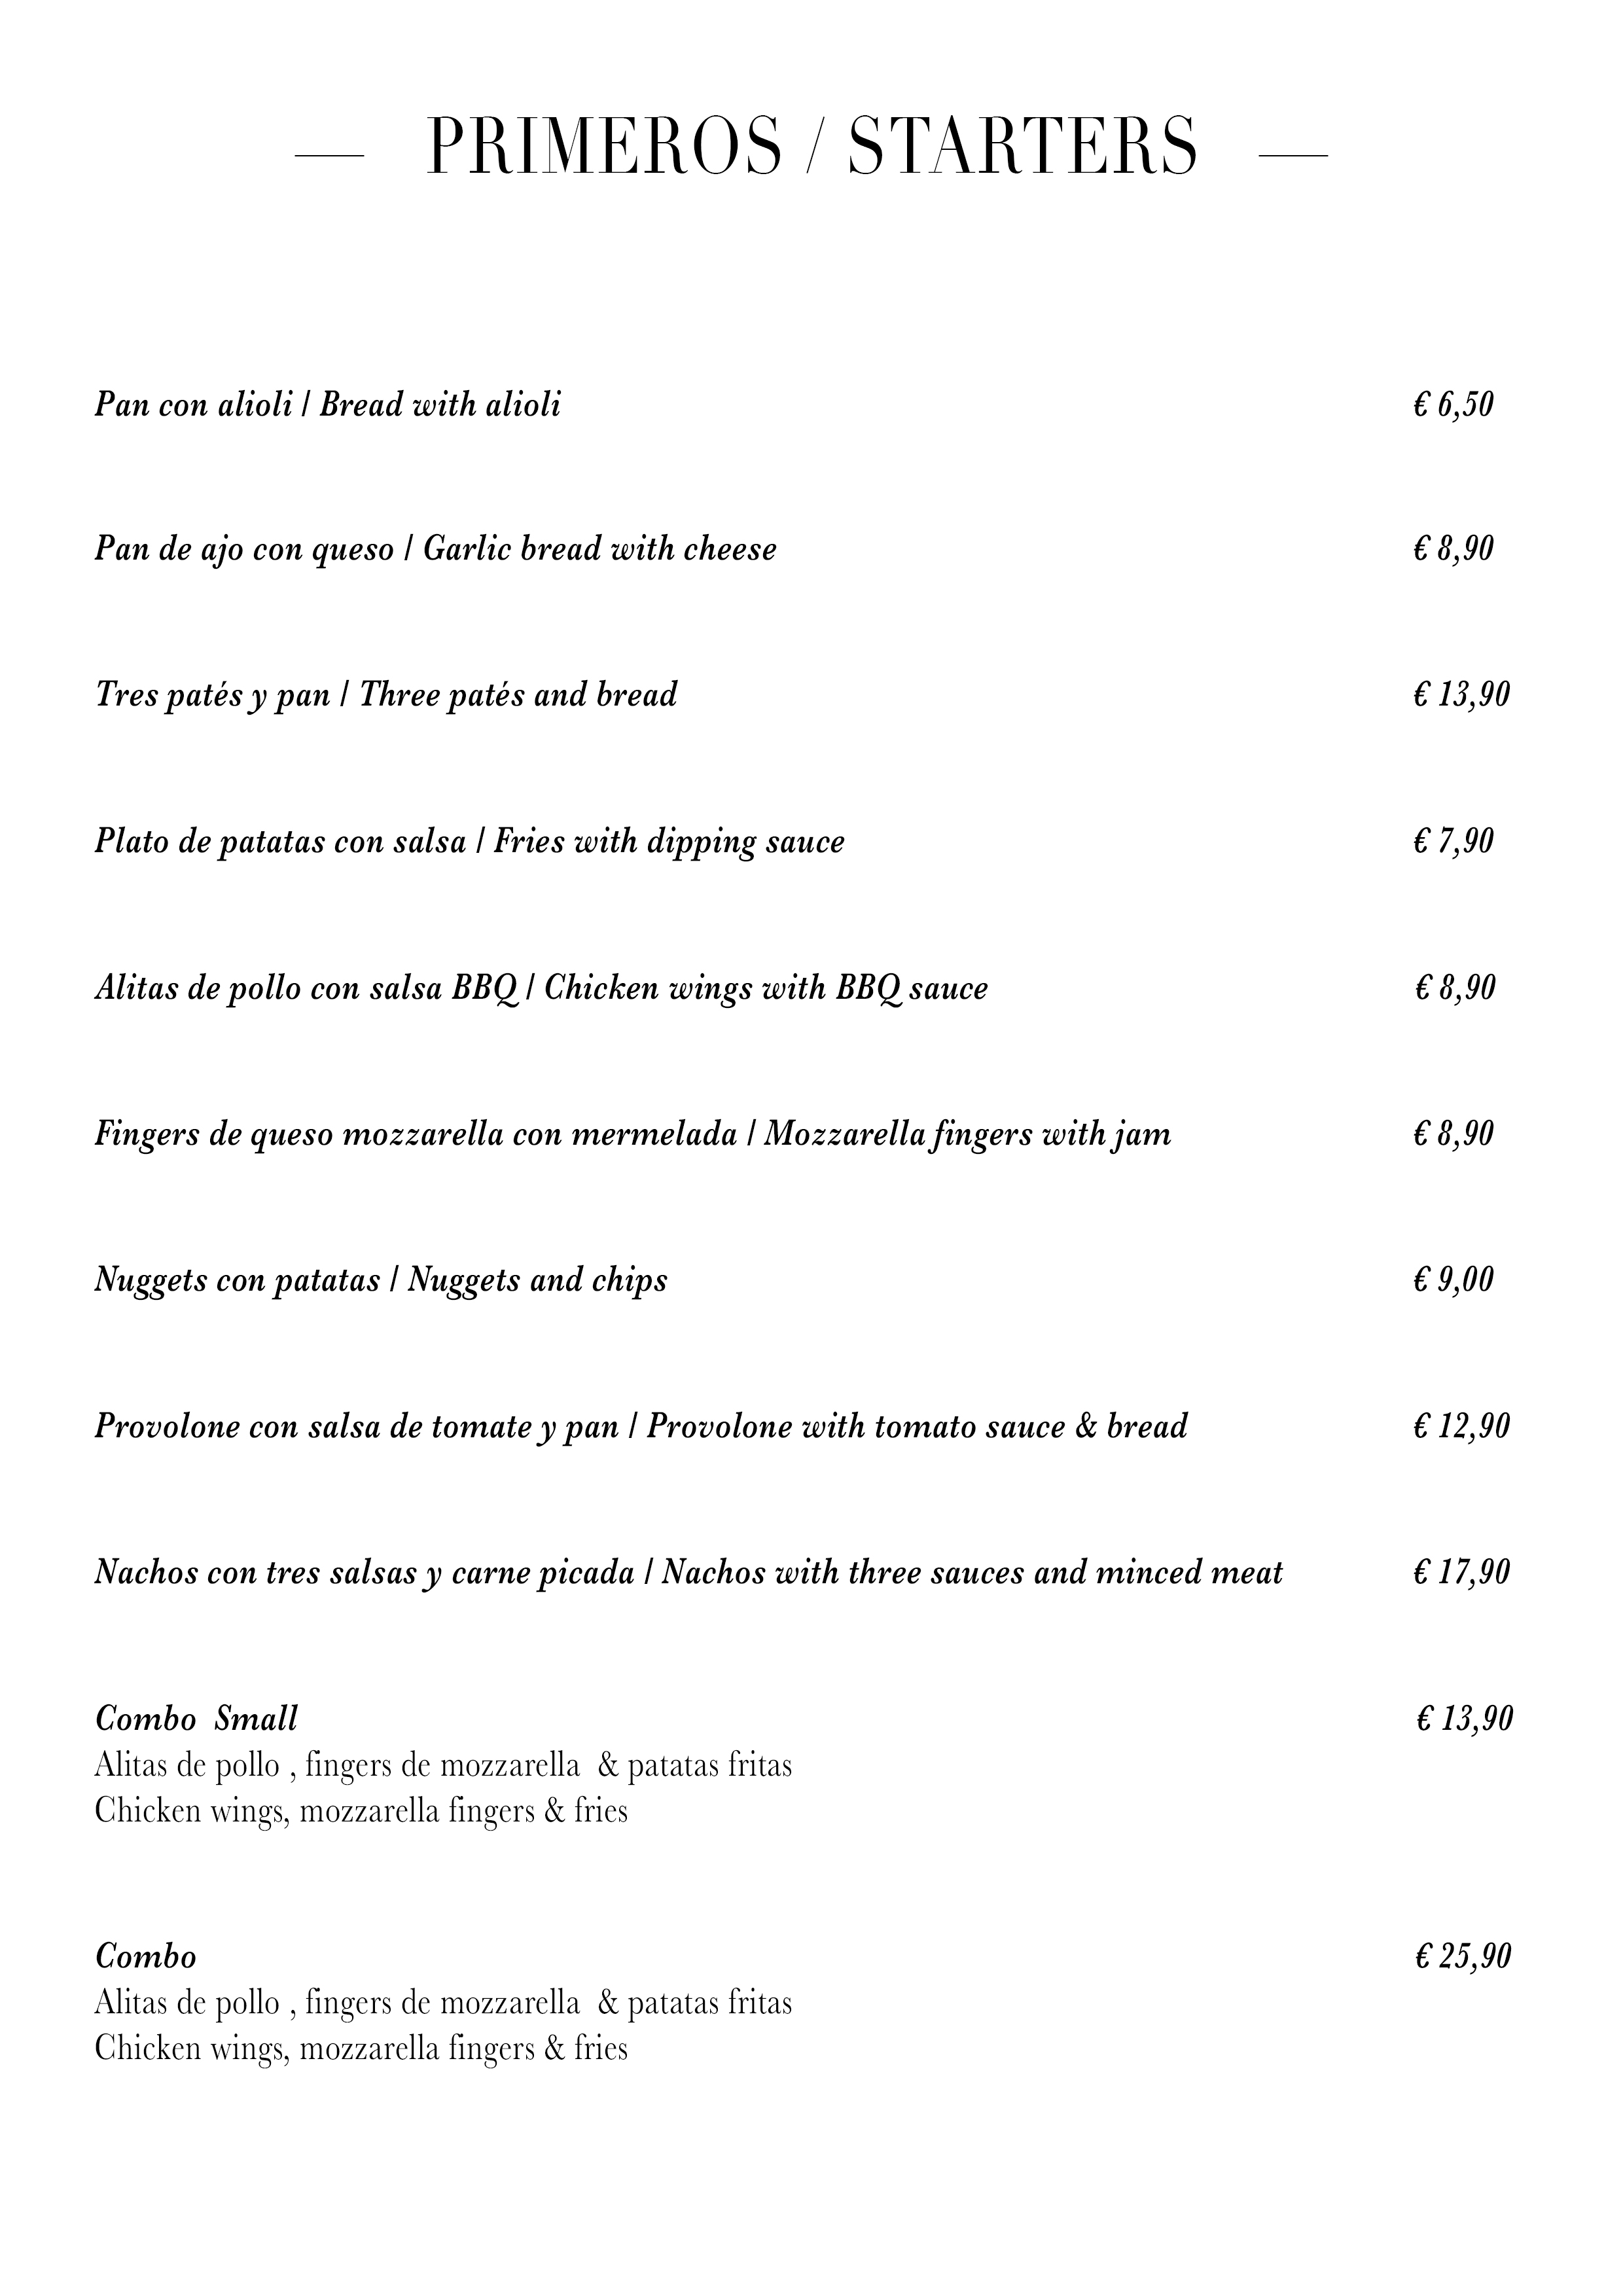 PRIMEROS / STARTERS
Pan con alioli / Bread with alioli € 6,50
Pan de ajo con queso / Garlic bread with cheese € 8,90
Tres patés y pan / Three patés and bread € 13,90
Plato de patatas con salsa / Fries with dipping sauce € 7,90
Alitas de pollo con salsa BBQ / Chicken wings with BBQ sauce € 8,90
Fingers de queso mozzarella con mermelada / Mozzarella fingers with jam € 8,90
Nuggets con patatas / Nuggets and chips € 9,00
Provolone con salsa de tomate y pan / Provolone with tomato sauce & bread € 12,90
Nachos con tres salsas y carne picada / Nachos with three sauces and minced meat € 17,90
Combo Small € 13,90
Alitas de pollo , fingers de mozzarella & patatas fritas
Chicken wings, mozzarella fingers & fries
Combo € 25,90
Alitas de pollo , fingers de mozzarella & patatas fritas
Chicken wings, mozzarella fingers & fries